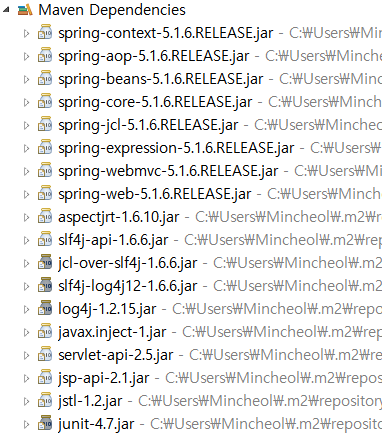 Maven Dependencies
spring-context-5.1.6.RELEASE.jar - C:₩Users₩Minche
spring-aop-5.1.6.RELEASE.jar - C:₩Users₩Mincheol
spring-beans-5.1.6.RELEASE.jar - C:₩Users₩Minch
spring-core-5.1.6.RELEASE.jar - C:₩Users₩Mincheo
spring-jcl-5.1.6.RELEASE.jar - C:₩Users₩Mincheol₩
spring-expression-5.1.6.RELEASE.jar - C:₩Users₩Mi
spring-webmvc-5.1.6.RELEASE.jar - C:₩Users₩Min
spring-web-5.1.6.RELEASE.jar - C:₩Users₩Mincheo
aspectjrt-1.6.10.jar - C:₩Users₩Mincheol₩.m2₩re
slf4j-api-1.6.6.jar - C:₩Users₩Mincheol₩.m2₩repo
jcl-over-slf4j-1.6.6.jar - C:₩Users₩Mincheol₩.m2
slf4j-log4j12-1.6.6.jar - C:₩Users₩Mincheol₩.m2₩
log4j-1.2.15.jar - C:₩Users₩Mincheol₩.m2₩repos
javax.inject-1.jar - C:₩Users₩Mincheol₩.m2₩repo
servlet-api-2.5.jar - C:₩Users₩Mincheol₩.m2₩rep
jsp-api-2.1.jar - C:₩Users₩Mincheol₩.m2₩reposi
jstl-1.2.jar - C:₩Users₩Mincheol₩.m2₩repository
junit-4.7.jar - C:₩Users₩Mincheol₩.m2₩reposito